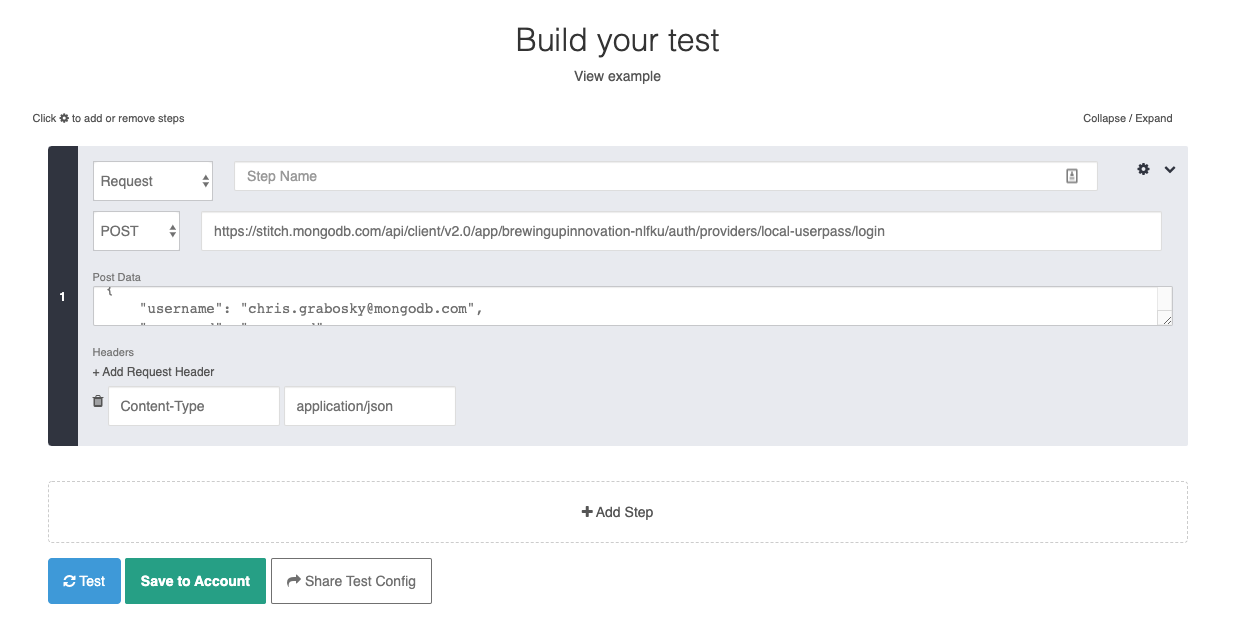 Build your test
View example
Click to add or remove steps
Collapse / Expand
Request
Step Name
POST
https://stitch.mongodb.com/api/client/v2.0/app/brewingupinnovation-nlfku/auth/providers/local-userpass/login
Post Data
{
"username": "chris.grabosky@mongodb.com",
1
Headers
+ Add Request Header
Content-Type application/json
+ Add Step
Test Save to Account Share Test Config